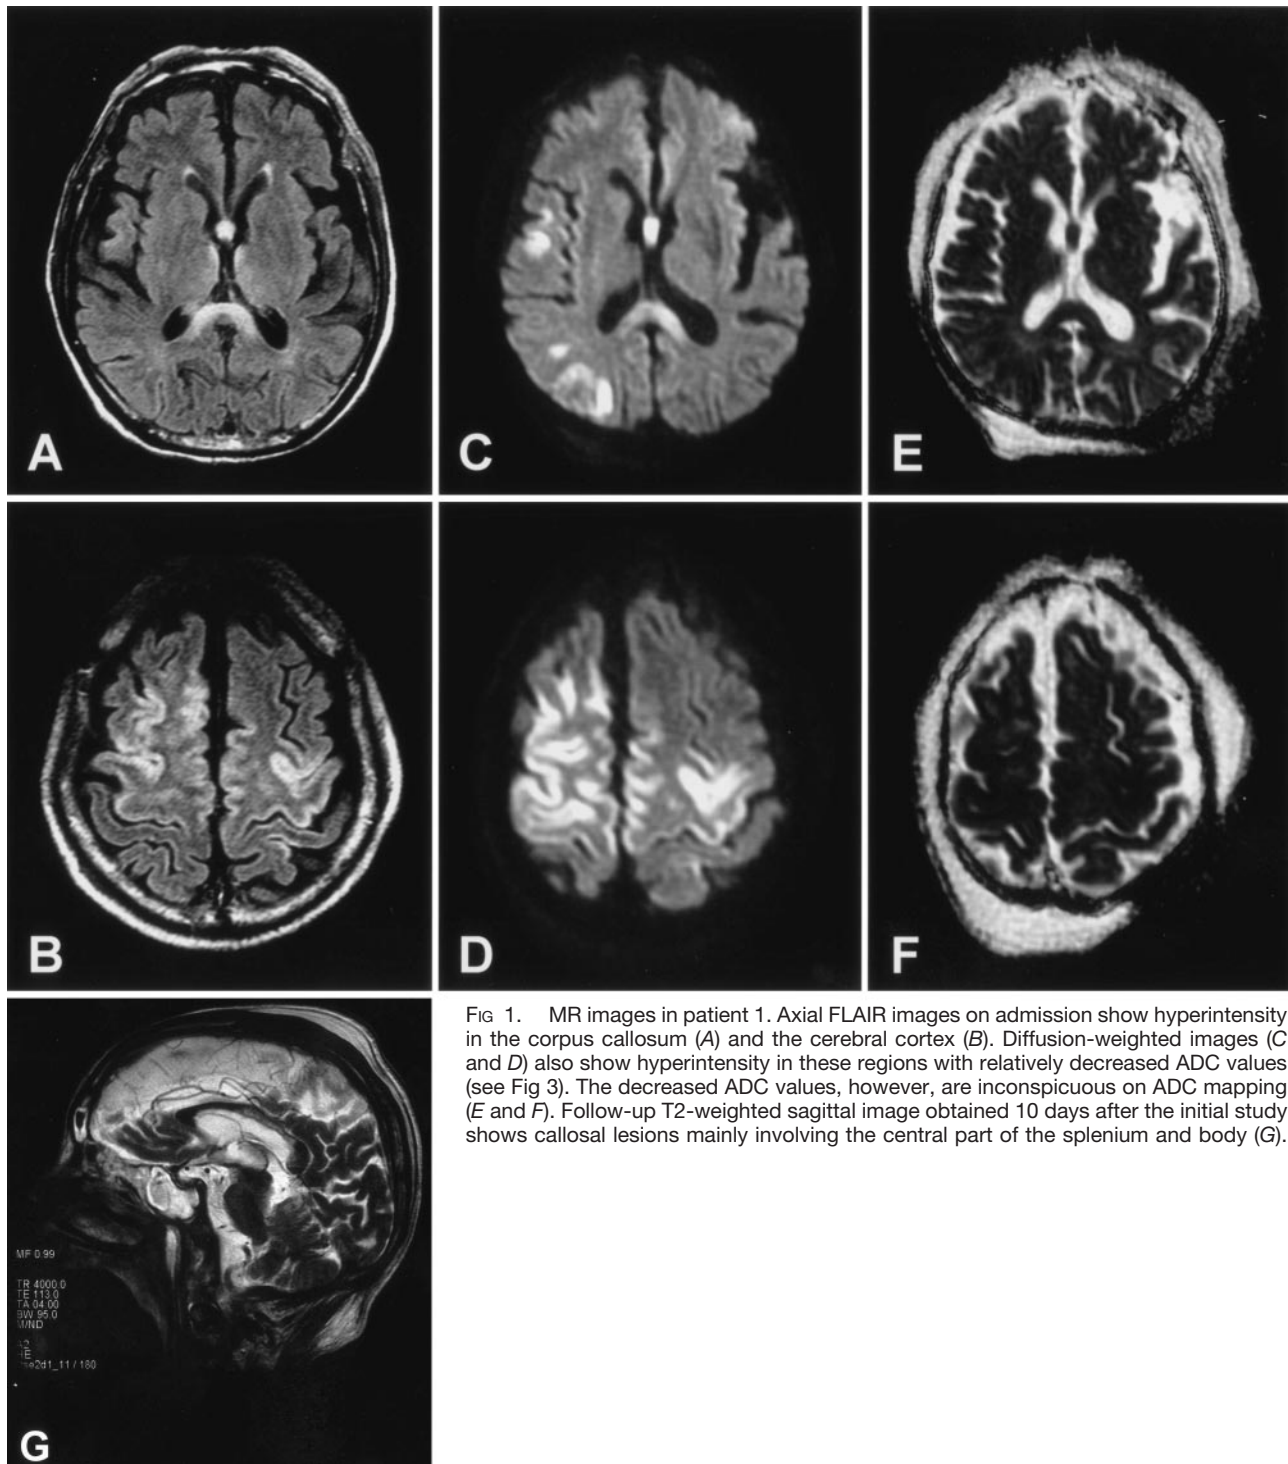 A
C
E
B
D
F
FIG 1. MR images in patient 1. Axial FLAIR images on admission show hyperintensity
in the corpus callosum (A) and the cerebral cortex (B). Diffusion-weighted images (C
and D) also show hyperintensity in these regions with relatively decreased ADC values
(see Fig 3). The decreased ADC values, however, are inconspicuous on ADC mapping
(E and F). Follow-up T2-weighted sagittal image obtained 10 days after the initial study
shows callosal lesions mainly involving the central part of the splenium and body (G).
MF 0.99
TR 4000.0
TE 113.0
TA 04:00
BW 95.0
M/ND
G